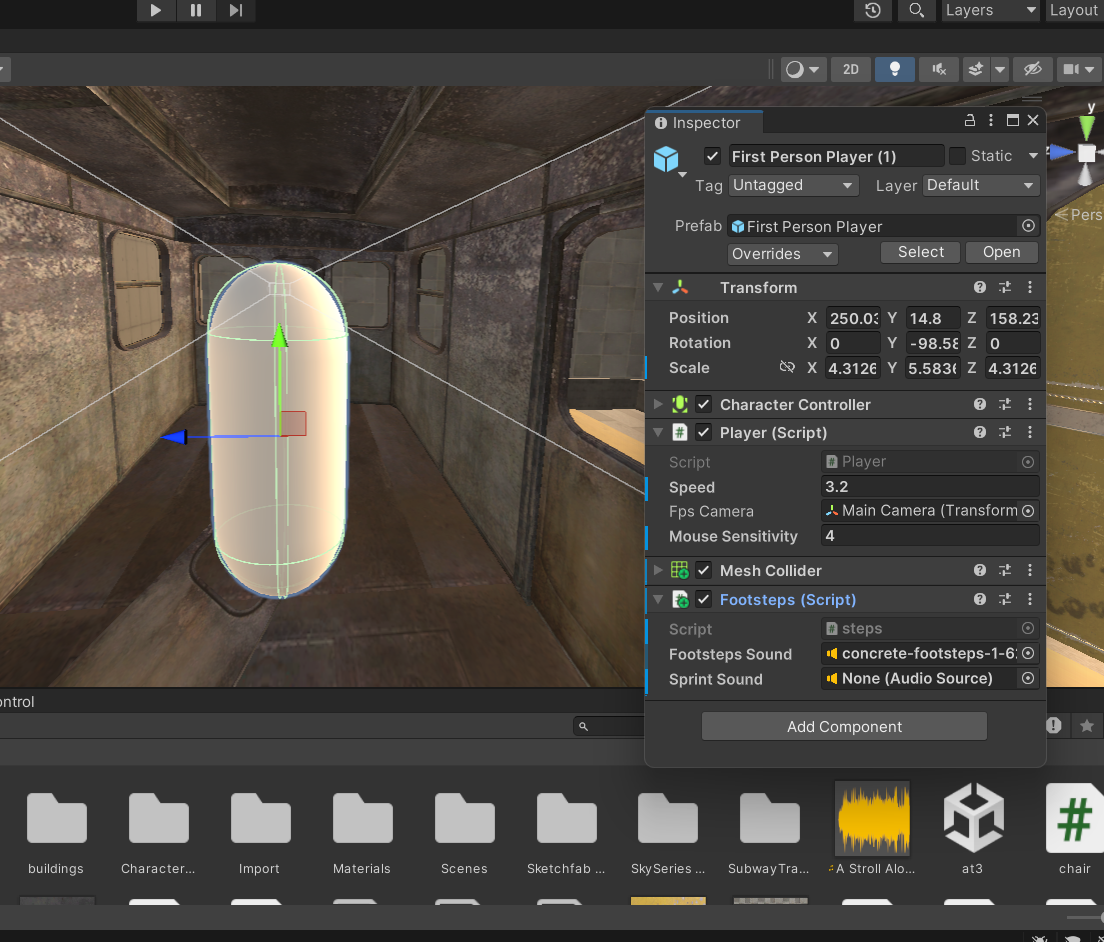 Layers Layout
2D
Inspector
First Person Player (1) Static
Tag Untagged Layer Default
Prefab First Person Player
Overrides Select Open
Transform
Position X 250.03 Y 14.8 Z 158.23
Rotation X 0 Y -98.58 Z 0
Scale X 4.3126 Y 5.5836 Z 4.3126
Character Controller
# Player (Script)
Script # Player
Speed 3.2
Fps Camera Main Camera (Transform
Mouse Sensitivity 4
Mesh Collider
# Footsteps (Script)
Script # steps
Footsteps Sound concrete-footsteps-1-6
Sprint Sound None (Audio Source)
Add Component
y
Pers
ontrol
#
buildings Character... Import Materials Scenes Sketchfab ... SkySeries ... SubwayTra... A Stroll Alo... at3 chair